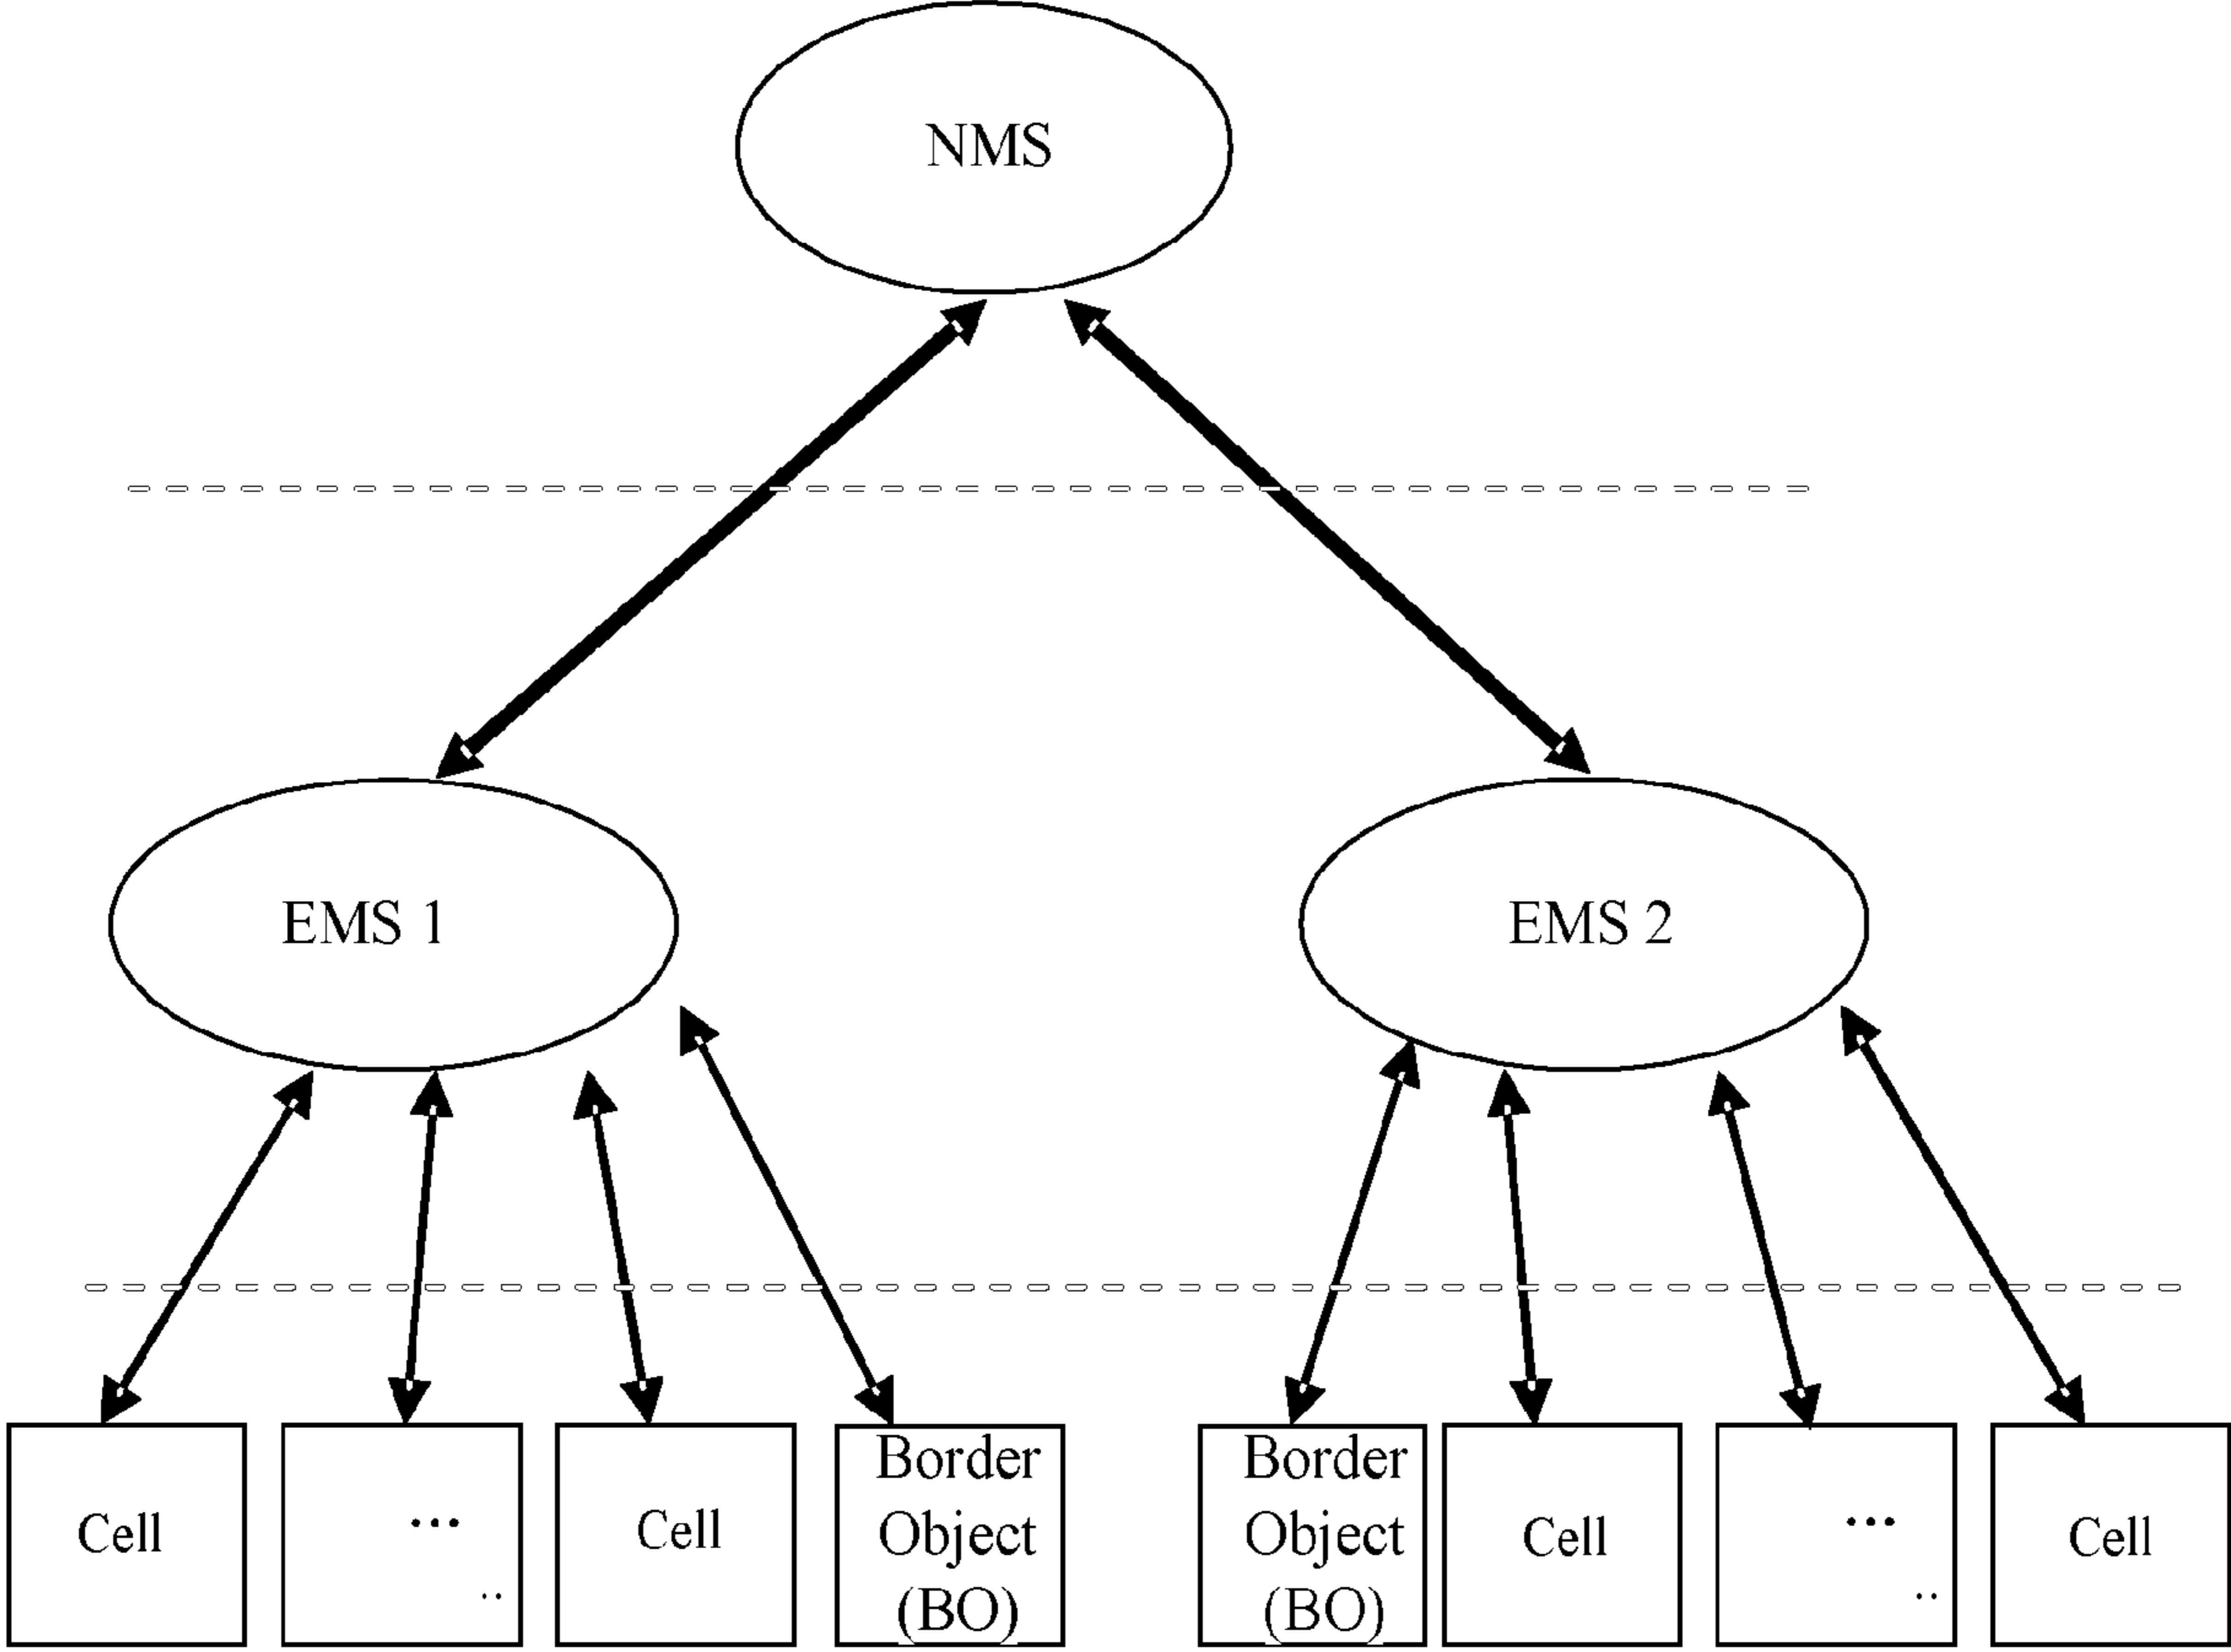 NMS
EMS 1
EMS 2
Cell
...
..
Cell
Border
Object
(BO)
Border
Object
(BO)
Cell
...
..
Cell